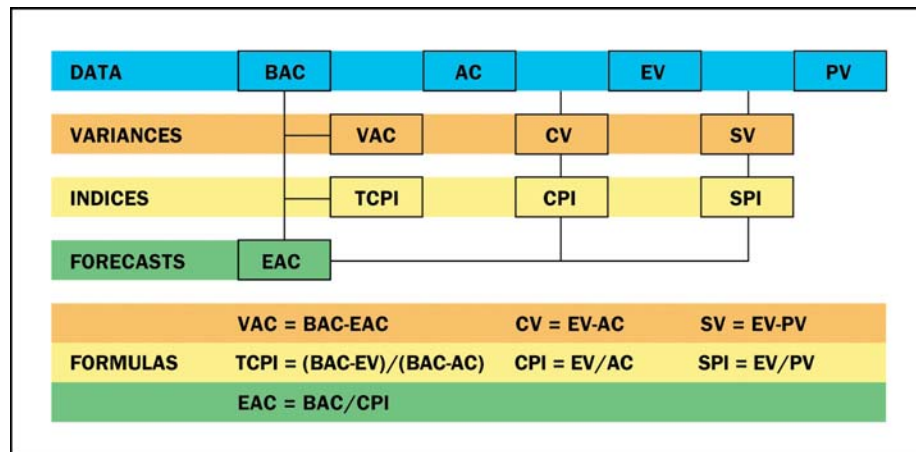 DATA BAC AC EV PV
VARIANCES VAC CV SV
INDICES TCPI CPI SPI
FORECASTS EAC
VAC = BAC-EAC CV = EV-AC SV = EV-PV
FORMULAS TCPI = (BAC-EV)/(BAC-AC) CPI = EV/AC SPI = EV/PV
EAC = BAC/CPI